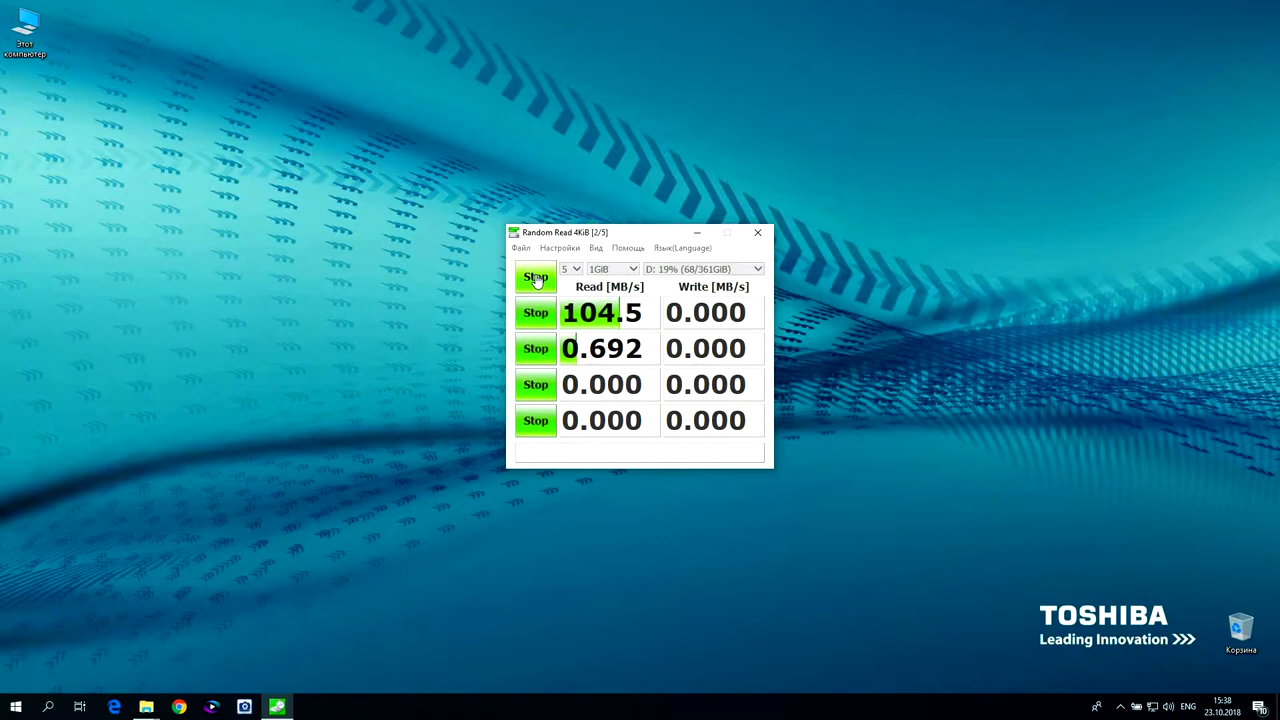 Этот
компьютер
Random Read 4KiB [2/5]
Файл Настройки Вид Помощь Язык(Language)
Stop 5 1GiB D: 19% (68/361GiB)
Read [MB/s] Write [MB/s]
Stop 104.5 0.000
Stop 0.692 0.000
Stop 0.000 0.000
Stop 0.000 0.000
TOSHIBA
Leading Innovation >>>
Корзина
ENG 15:38
23.10.2018
10